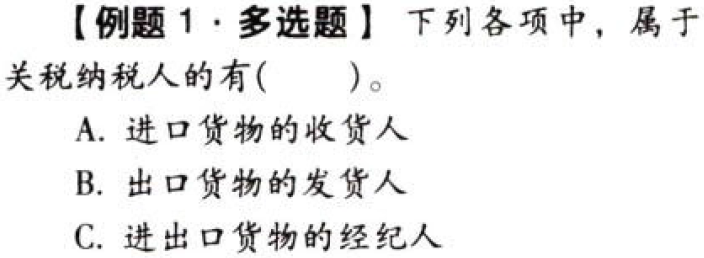 【例题1·多选题】下列各项中，属于
关税纳税人的有(　　)。
A. 进口货物的收货人
B. 出口货物的发货人
C. 进出口货物的经纪人